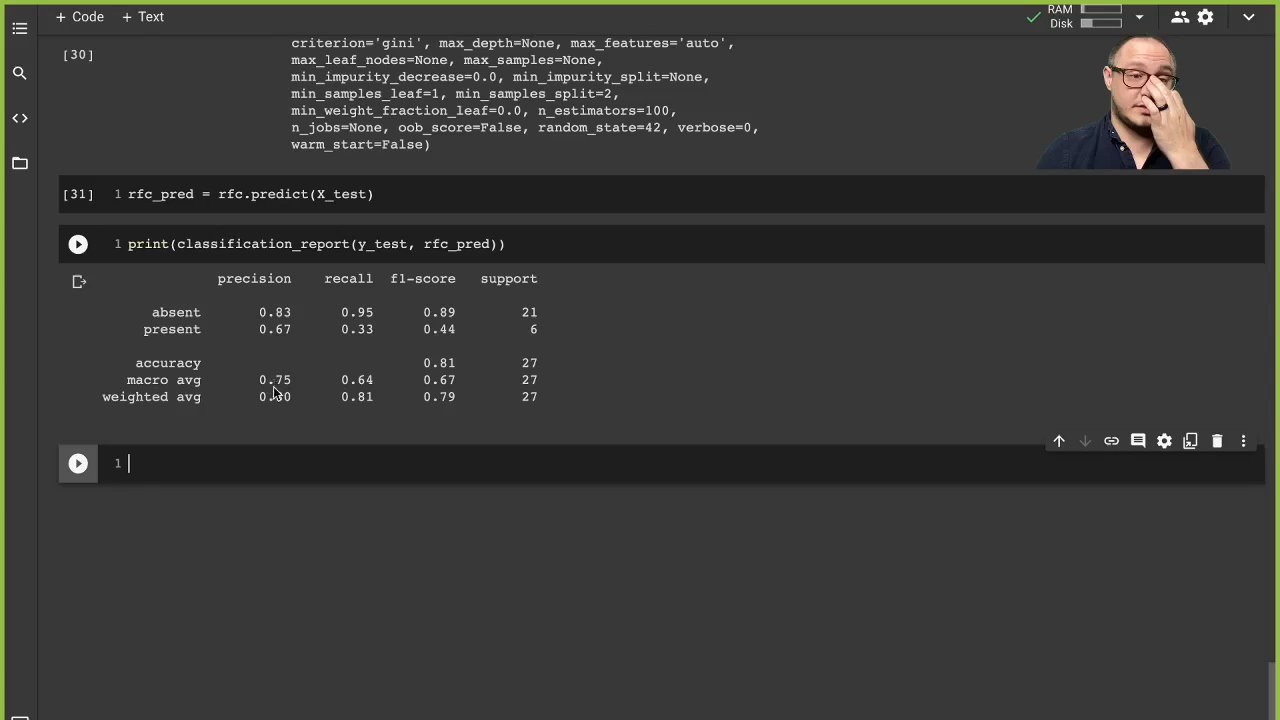 + Code + Text
RAM
Disk
[30]
criterion='gini', max_depth=None, max_features='auto',
max_leaf_nodes=None, max_samples=None,
min_impurity_decrease=0.0, min_impurity_split=None,
min_samples_leaf=1, min_samples_split=2,
min_weight_fraction_leaf=0.0, n_estimators=100,
n_jobs=None, oob_score=False, random_state=42, verbose=0,
warm_start=False)
[31] 1 rfc_pred = rfc.predict(X_test)
1 print(classification_report(y_test, rfc_pred))
precision recall f1-score support
absent 0.83 0.95 0.89 21
present 0.67 0.33 0.44 6
accuracy 0.81 27
macro avg 0.75 0.64 0.67 27
weighted avg 0.81 0.79 27
1